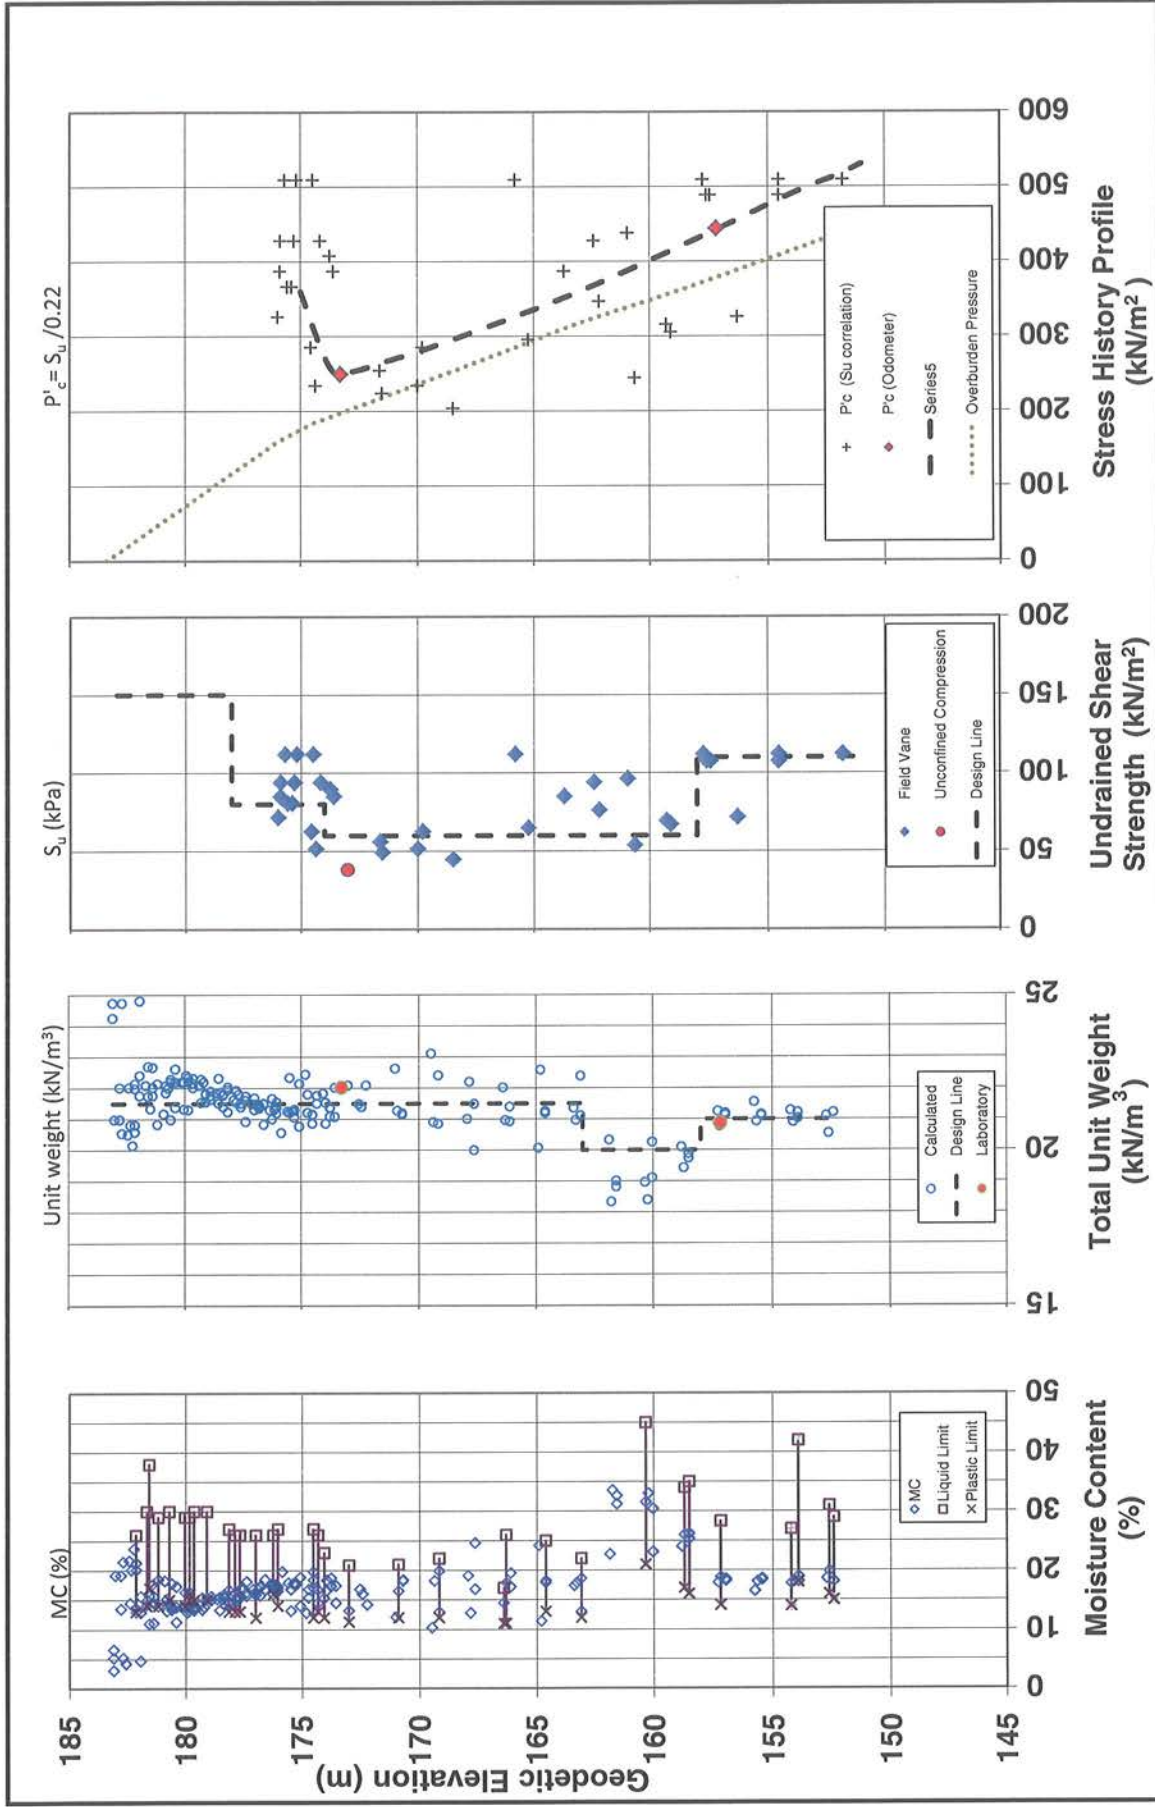 MC (%)
Unit weight (kN/m³)
Sᵤ (kPa)
P'c = Sᵤ /0.22
185
180
175
170
165
160
155
150
145
Geodetic Elevation (m)
0
10
20
30
40
50
Moisture Content
(%)
MC
Liquid Limit
Plastic Limit
15
20
25
Total Unit Weight
(kN/m³)
Calculated
Design Line
Laboratory
0
50
100
150
200
Undrained Shear
Strength (kN/m²)
Field Vane
Unconfined Compression
Design Line
0
100
200
300
400
500
600
Stress History Profile
(kN/m² )
P'c (Su correlation)
P'c (Odometer)
Series5
Overburden Pressure